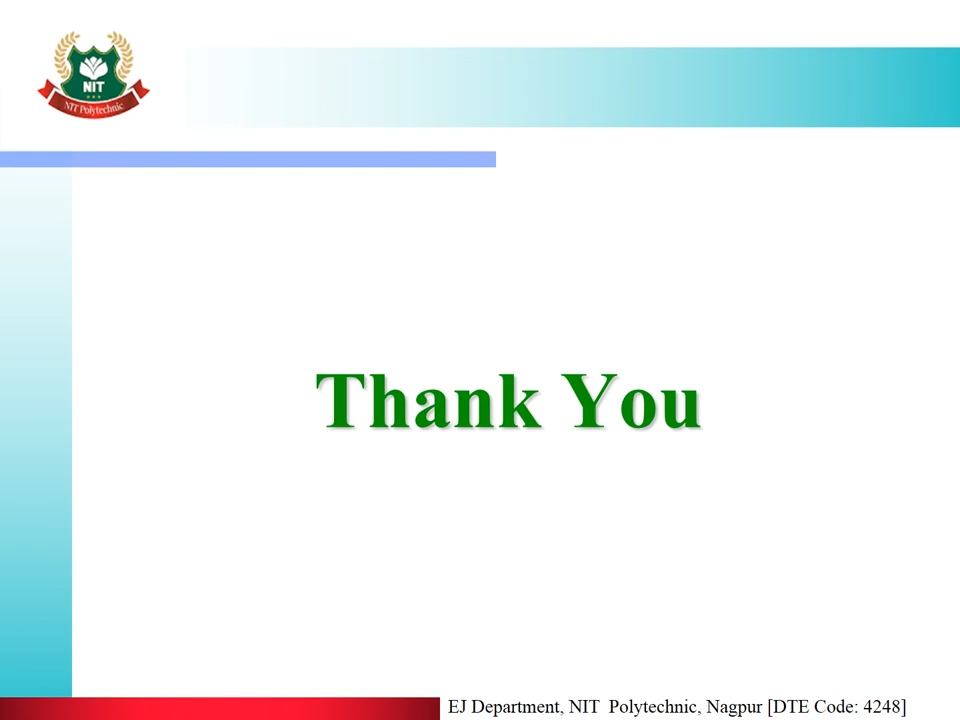 NIT
NIT Polytechnic
Thank You
EJ Department, NIT  Polytechnic, Nagpur [DTE Code: 4248]